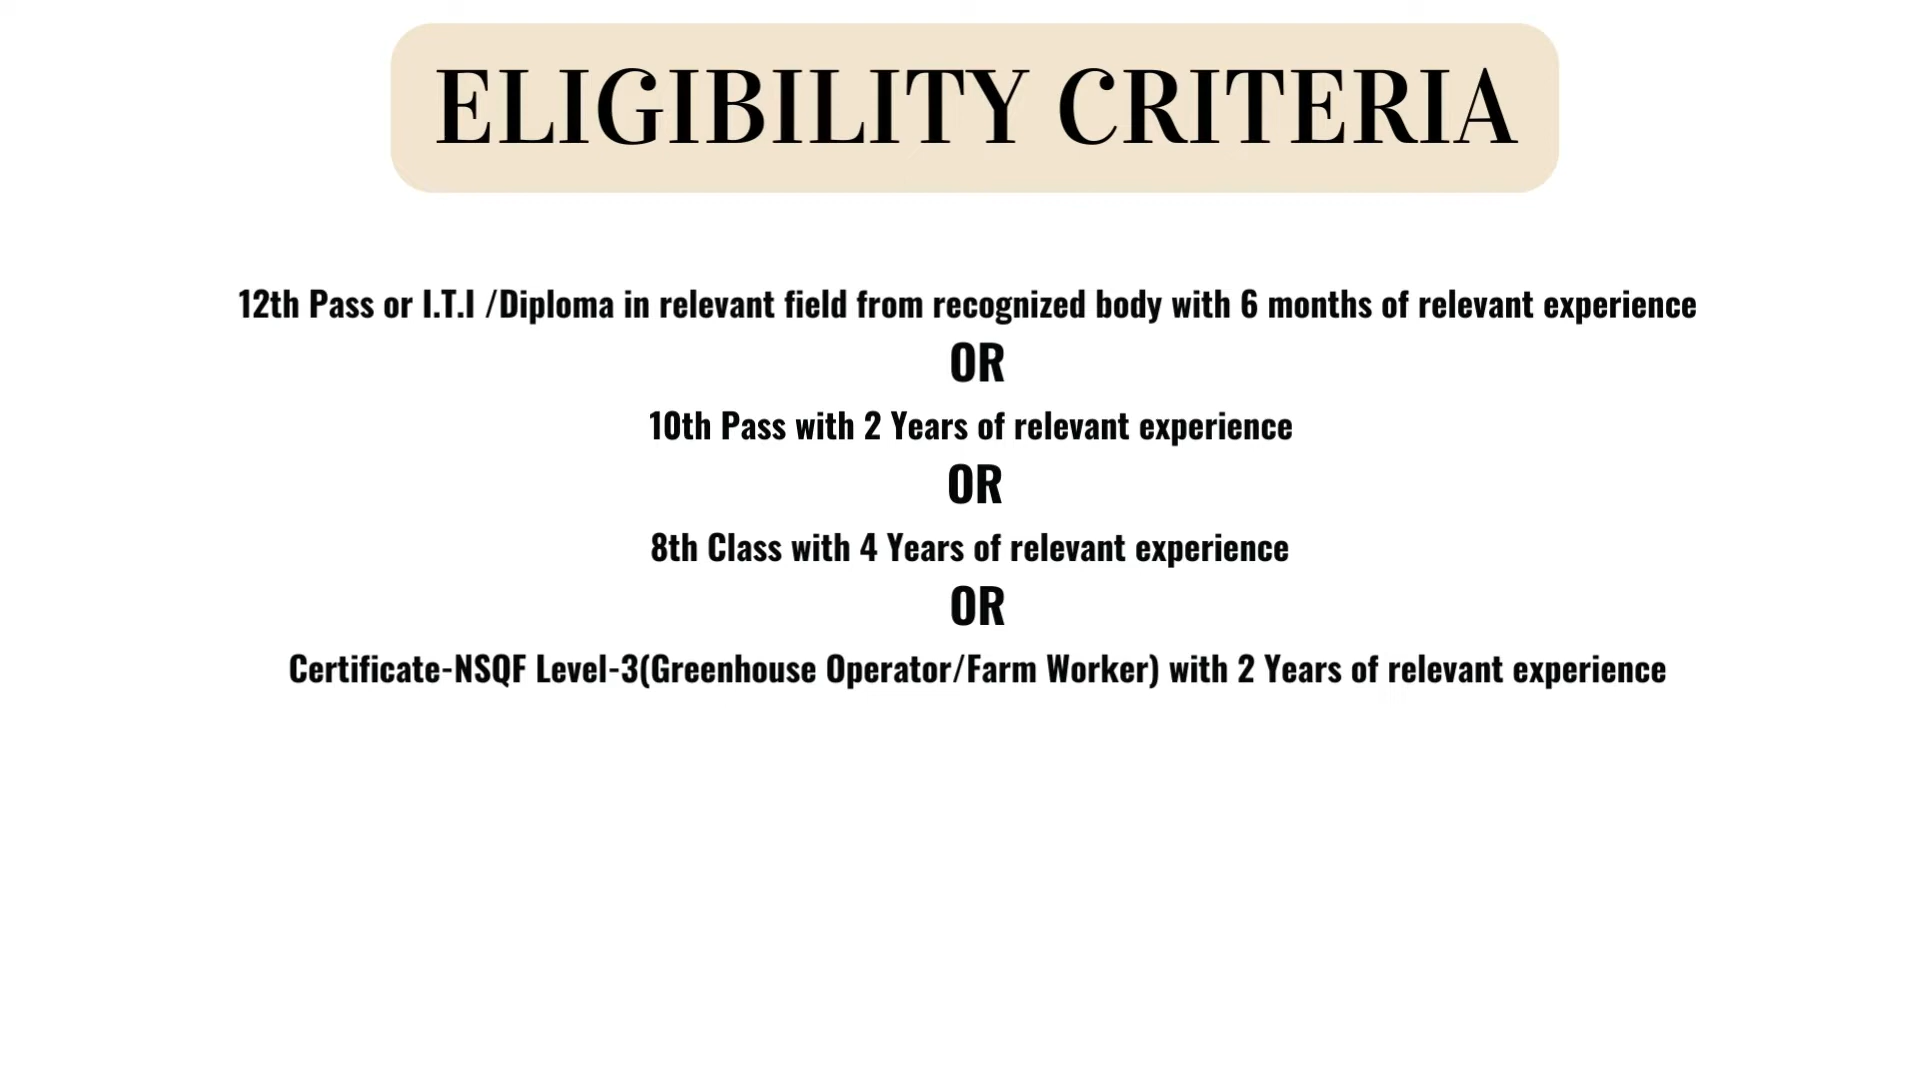 ELIGIBILITY CRITERIA
12th Pass or I.T.I /Diploma in relevant field from recognized body with 6 months of relevant experience
OR
10th Pass with 2 Years of relevant experience
OR
8th Class with 4 Years of relevant experience
OR
Certificate-NSQF Level-3(Greenhouse Operator/Farm Worker) with 2 Years of relevant experience